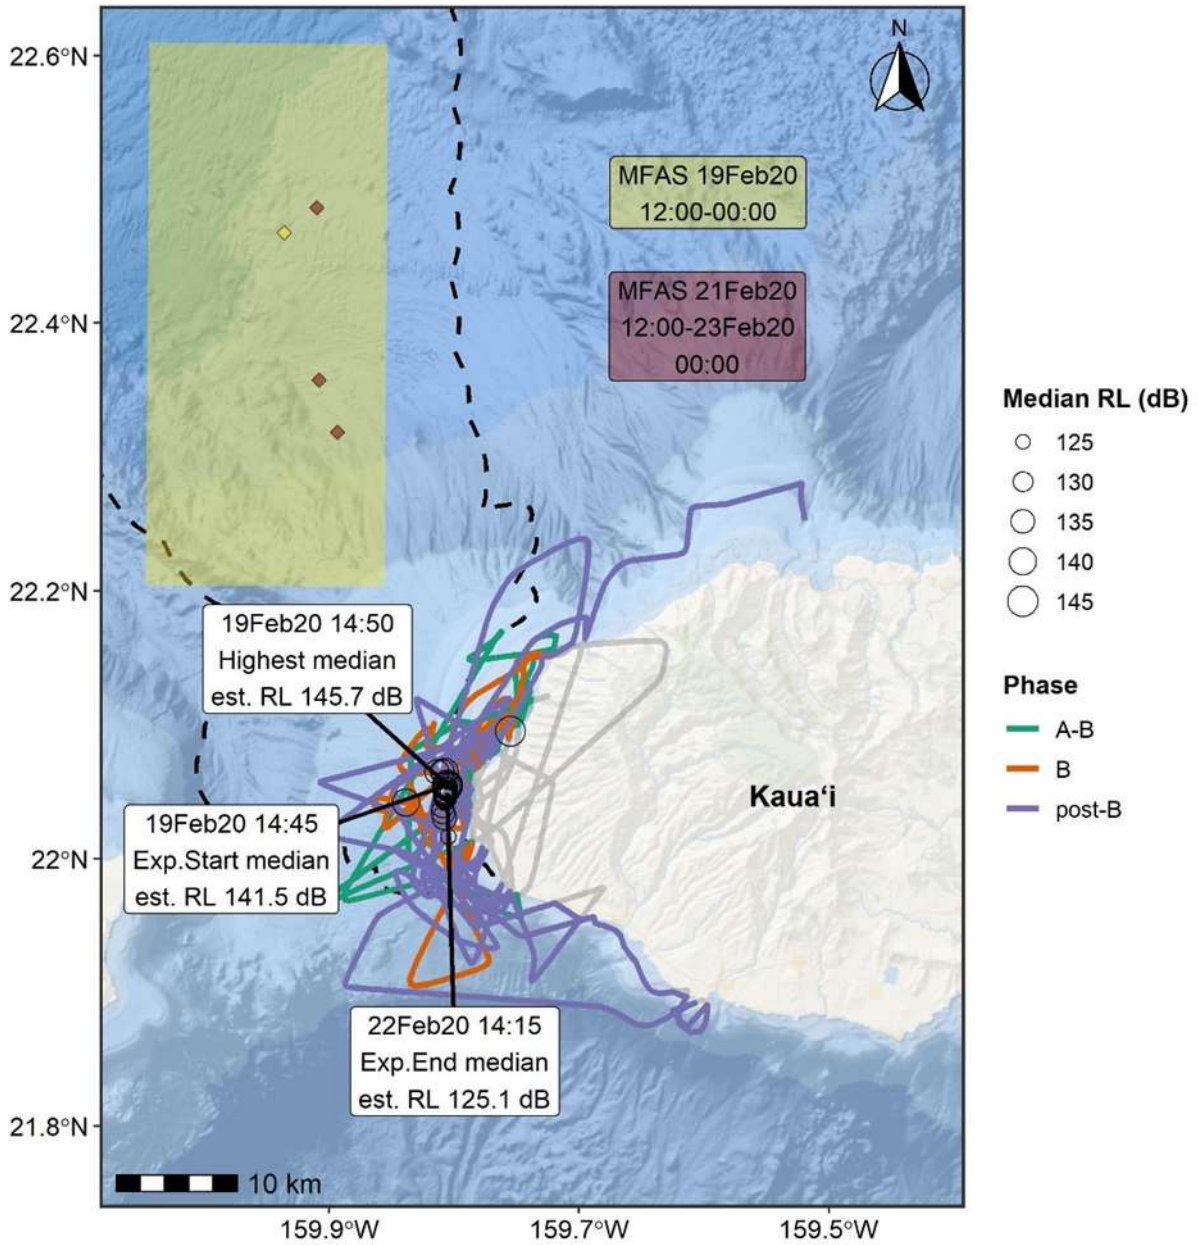 22.6°N
22.4°N
22.2°N
22°N
21.8°N
N
MFAS 19Feb20
12:00-00:00
MFAS 21Feb20
12:00-23Feb20
00:00
19Feb20 14:50
Highest median
est. RL 145.7 dB
19Feb20 14:45
Exp.Start median
est. RL 141.5 dB
22Feb20 14:15
Exp.End median
est. RL 125.1 dB
Kauaʻi
10 km
159.9°W
159.7°W
159.5°W
Median RL (dB)
125
130
135
140
145
Phase
A-B
B
post-B